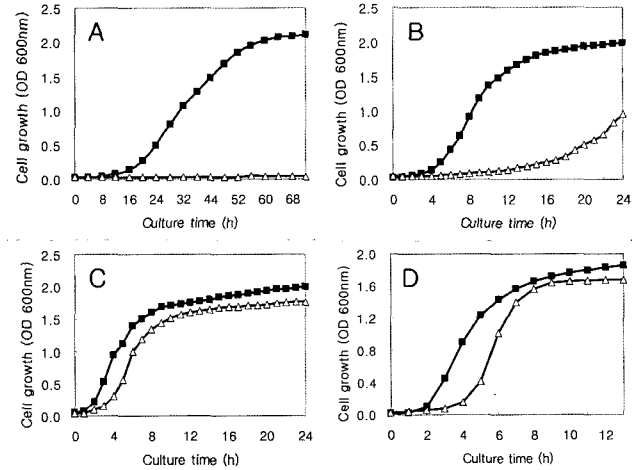 A
Cell growth (OD 600nm)
2.5
2.0
1.5
1.0
0.5
0.0
0 8 16 24 32 40 48 52 60 68
Culture time (h)
B
Cell growth (OD 600nm)
2.5
2.0
1.5
1.0
0.5
0.0
0 4 8 12 16 20 24
Culture time (h)
C
Cell growth (OD 600nm)
2.5
2.0
1.5
1.0
0.5
0.0
0 4 8 12 16 20 24
Culture time (h)
D
Cell growth (OD 600nm)
2.0
1.6
1.2
0.8
0.4
0.0
0 2 4 6 8 10 12
Culture time (h)